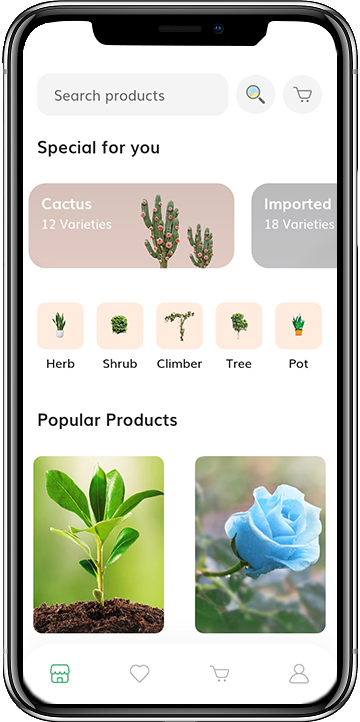 Search products
Special for you
Cactus
12 Varieties
Imported
18 Varieties
Herb
Shrub
Climber
Tree
Pot
Popular Products